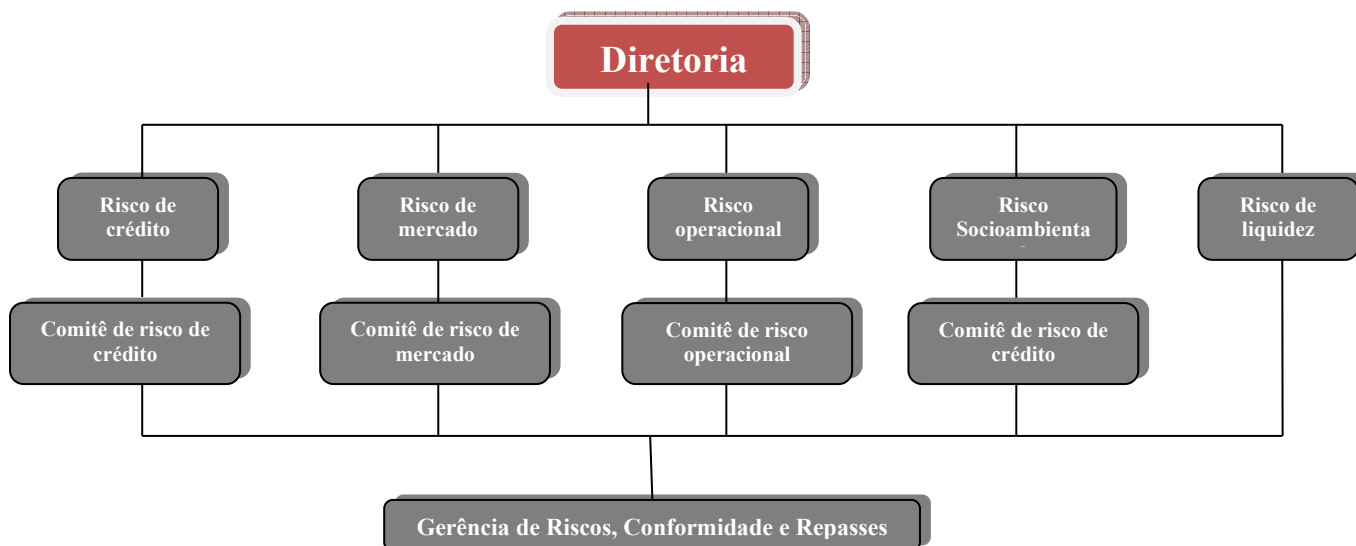 Diretoria
Risco de
crédito
Risco de
mercado
Risco
operacional
Risco
Socioambienta
Risco de
liquidez
Comitê de risco de
crédito
Comitê de risco de
mercado
Comitê de risco
operacional
Comitê de risco de
crédito
Gerência de Riscos, Conformidade e Repasses